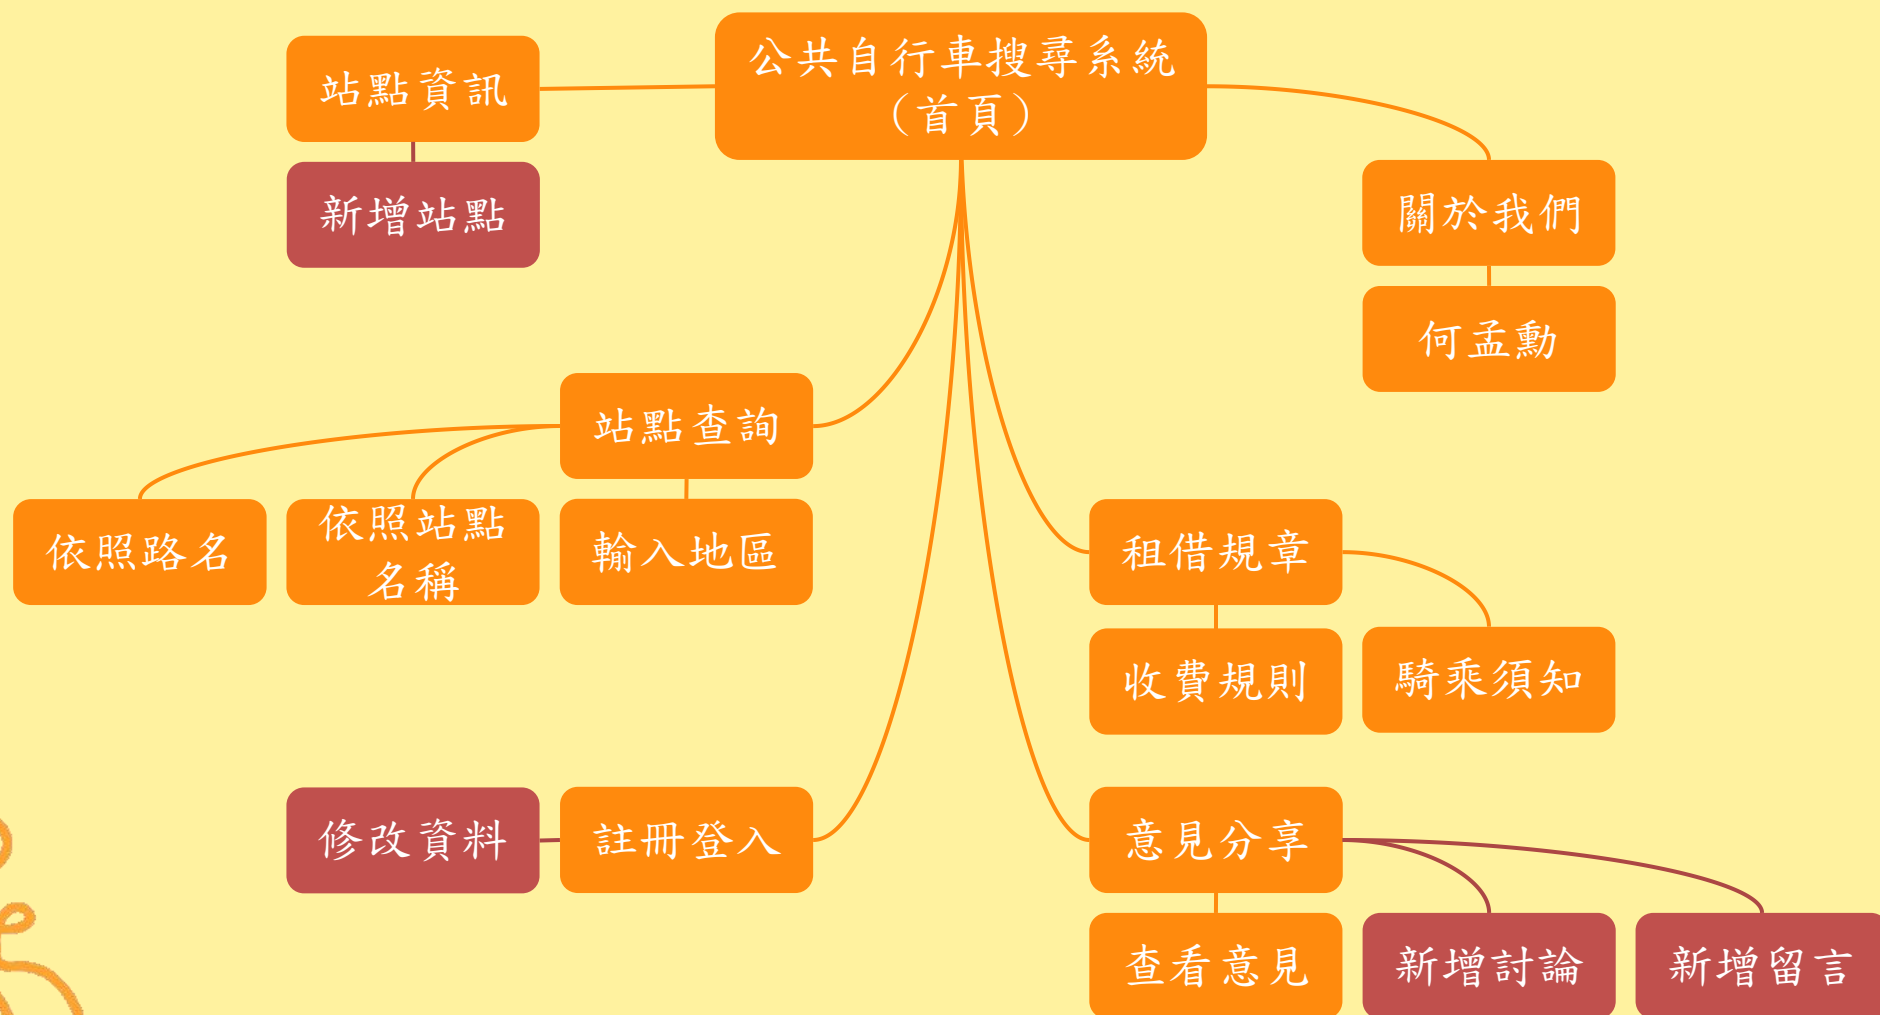 公共自行車搜尋系統
（首頁）
站點資訊
新增站點
關於我們
何孟勳
站點查詢
依照路名
依照站點
名稱
輸入地區
租借規章
收費規則
騎乘須知
修改資料
註冊登入
意見分享
查看意見
新增討論
新增留言